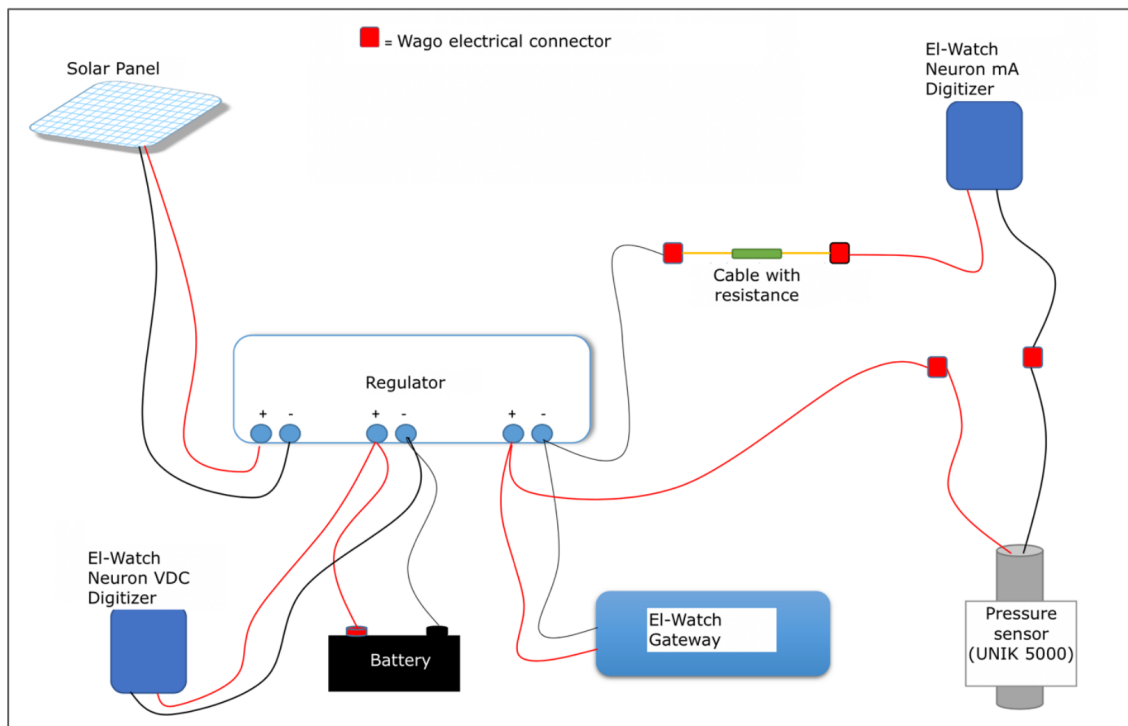 = Wago electrical connector
Solar Panel
El-Watch
Neuron mA
Digitizer
Cable with
resistance
Regulator
+ - + - + -
El-Watch
Neuron VDC
Digitizer
Battery
El-Watch
Gateway
Pressure
sensor
(UNIK 5000)